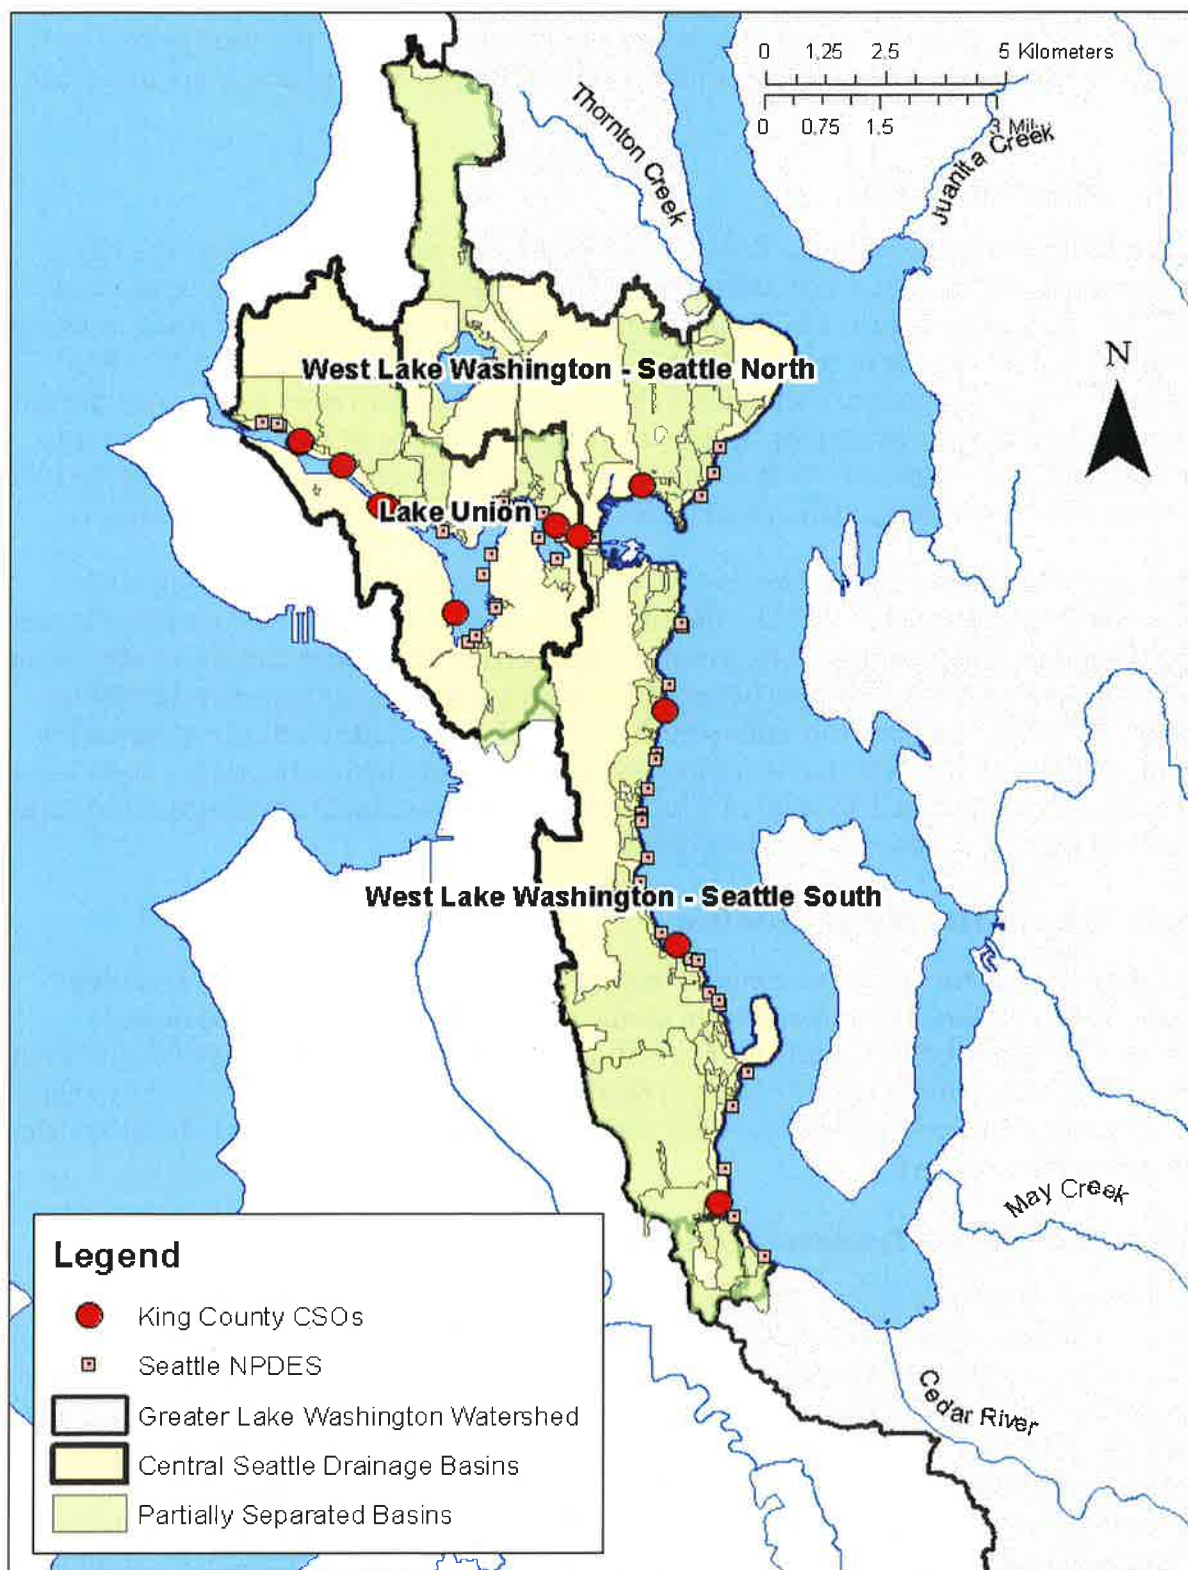 0 1.25 2.5 5 Kilometers
0 0.75 1.5 3 Mil
Thornton Creek
Juanita Creek
N
West Lake Washington - Seattle North
Lake Union
West Lake Washington - Seattle South
May Creek
Cedar River
Legend
King County CSOs
Seattle NPDES
Greater Lake Washington Watershed
Central Seattle Drainage Basins
Partially Separated Basins